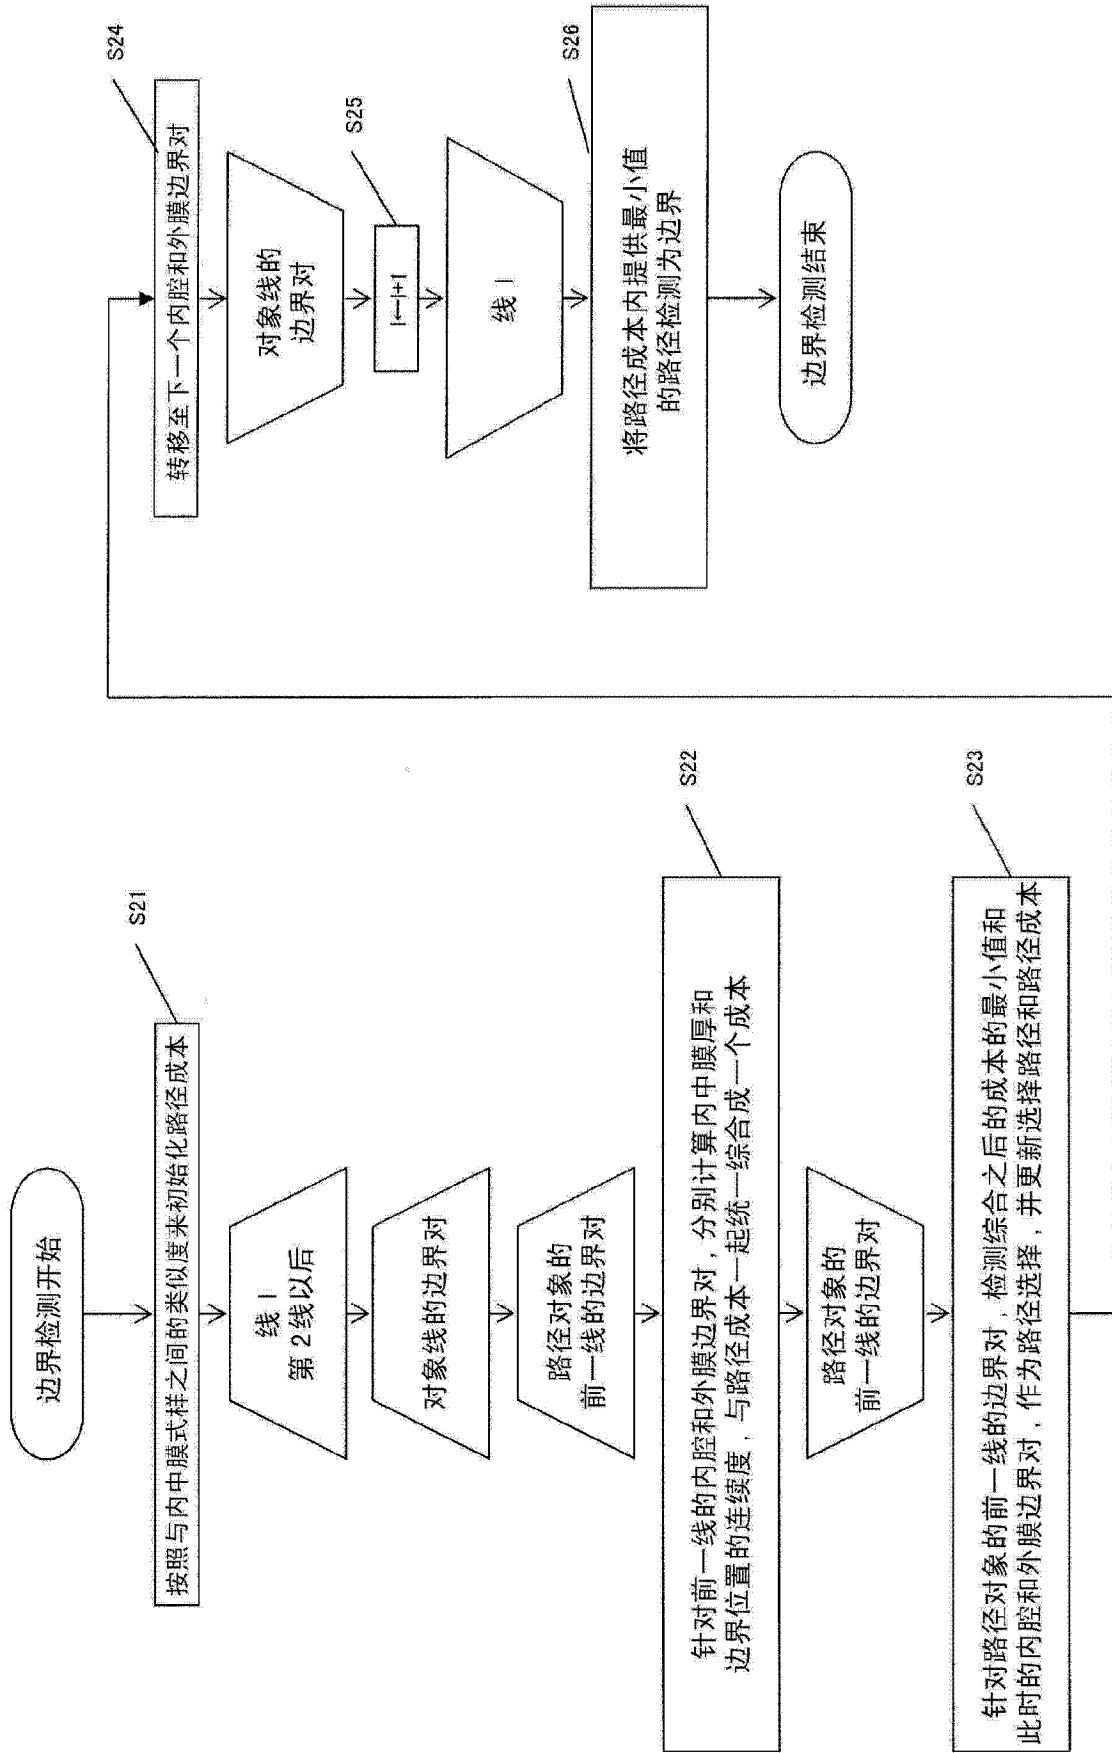 边界检测开始
S21
按照与内中膜式样之间的类似度来初始化路径成本
线 l
第2线以后
对象线的边界对
路径对象的
前一线的边界对
S22
针对前一线的内腔和外膜边界对，分别计算内中膜厚和
边界位置的连续度，与路径成本一起统一综合成一个成本
路径对象的
前一线的边界对
S23
针对路径对象的前一线的边界对，检测综合之后的成本的最小值和
此时的内腔和外膜边界对，作为路径选择，并更新选择路径和路径成本
S24
转移至下一个内腔和外膜边界对
对象线的
边界对
S25
l←l+1
线 l
S26
将路径成本内提供最小值
的路径检测为边界
边界检测结束